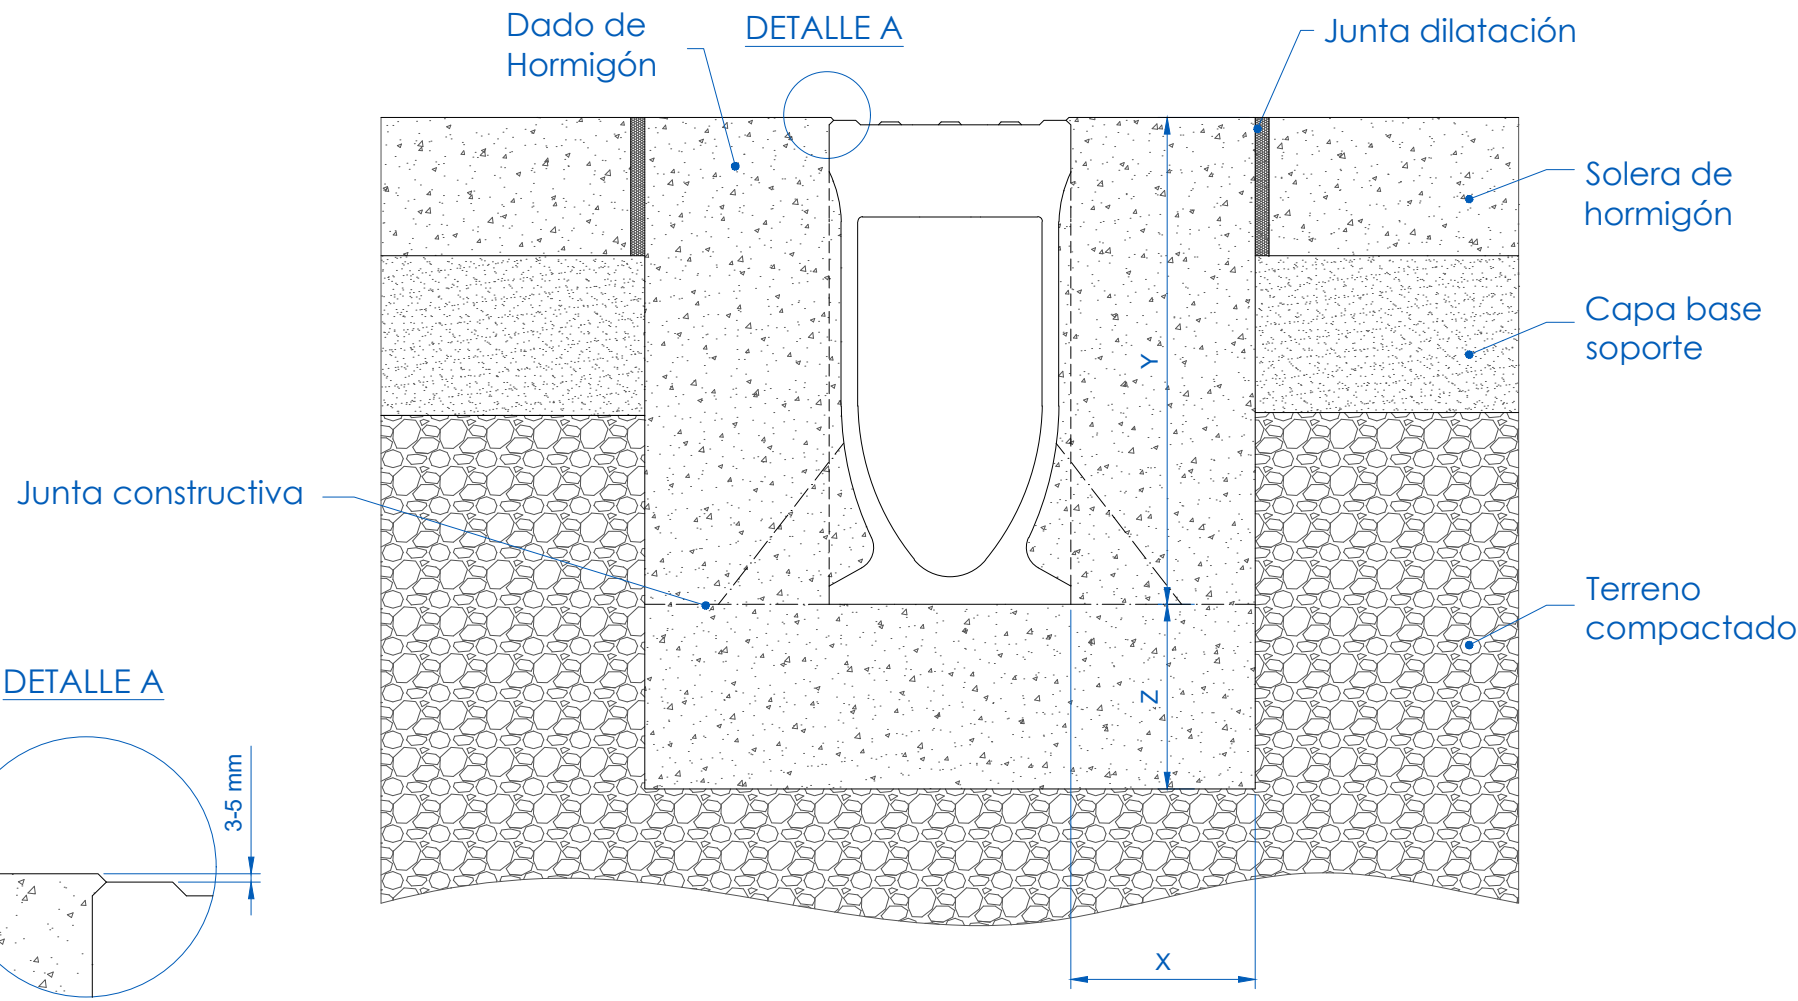 Dado de
Hormigón
DETALLE A
Junta dilatación
Solera de
hormigón
Capa base
soporte
Y
Junta constructiva
Terreno
compactado
Z
DETALLE A
3-5 mm
X